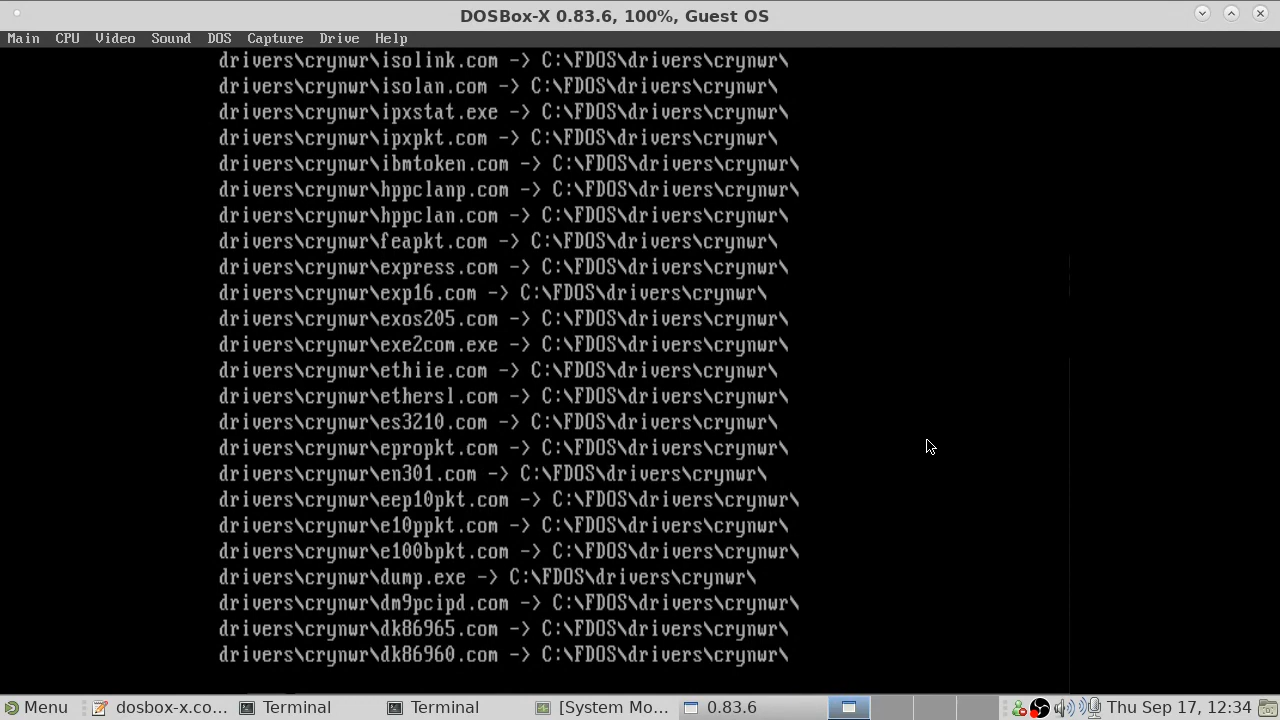 DOSBox-X 0.83.6, 100%, Guest OS
Main CPU Video Sound DOS Capture Drive Help
drivers\crynwr\isolink.com -> C:\FDOS\drivers\crynwr\
drivers\crynwr\isolan.com -> C:\FDOS\drivers\crynwr\
drivers\crynwr\ipxstat.exe -> C:\FDOS\drivers\crynwr\
drivers\crynwr\ipxpkt.com -> C:\FDOS\drivers\crynwr\
drivers\crynwr\ibmtoken.com -> C:\FDOS\drivers\crynwr\
drivers\crynwr\hppclanp.com -> C:\FDOS\drivers\crynwr\
drivers\crynwr\hppclan.com -> C:\FDOS\drivers\crynwr\
drivers\crynwr\feapkt.com -> C:\FDOS\drivers\crynwr\
drivers\crynwr\express.com -> C:\FDOS\drivers\crynwr\
drivers\crynwr\exp16.com -> C:\FDOS\drivers\crynwr\
drivers\crynwr\exos205.com -> C:\FDOS\drivers\crynwr\
drivers\crynwr\exe2com.exe -> C:\FDOS\drivers\crynwr\
drivers\crynwr\ethiie.com -> C:\FDOS\drivers\crynwr\
drivers\crynwr\ethersl.com -> C:\FDOS\drivers\crynwr\
drivers\crynwr\es3210.com -> C:\FDOS\drivers\crynwr\
drivers\crynwr\epropkt.com -> C:\FDOS\drivers\crynwr\
drivers\crynwr\en301.com -> C:\FDOS\drivers\crynwr\
drivers\crynwr\eep10pkt.com -> C:\FDOS\drivers\crynwr\
drivers\crynwr\e10ppkt.com -> C:\FDOS\drivers\crynwr\
drivers\crynwr\e100bpkt.com -> C:\FDOS\drivers\crynwr\
drivers\crynwr\dump.exe -> C:\FDOS\drivers\crynwr\
drivers\crynwr\dm9pcipd.com -> C:\FDOS\drivers\crynwr\
drivers\crynwr\dk86965.com -> C:\FDOS\drivers\crynwr\
drivers\crynwr\dk86960.com -> C:\FDOS\drivers\crynwr\
Menu dosbox-x.co... Terminal Terminal [System Mo... 0.83.6 Thu Sep 17, 12:34